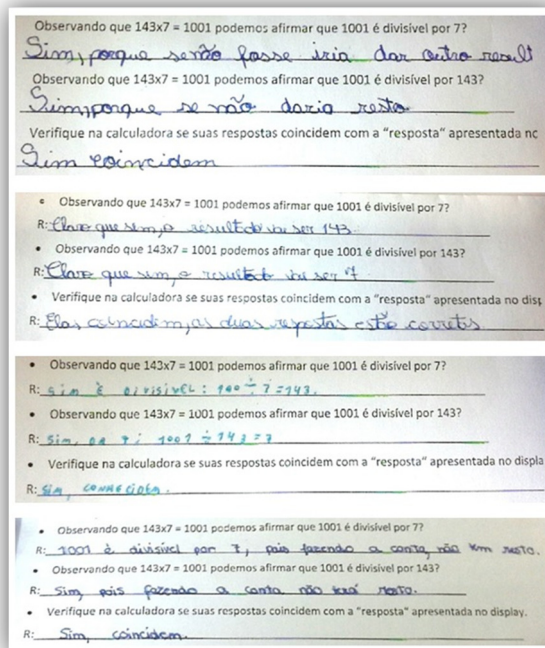 Observando que 143x7 = 1001 podemos afirmar que 1001 é divisível por 7?
Sim, porque senão fosse iria dar outro result
Observando que 143x7 = 1001 podemos afirmar que 1001 é divisível por 143?
Sim, porque se não daria resto
Verifique na calculadora se suas respostas coincidem com a "resposta" apresentada no
Sim coincidem
• Observando que 143x7 = 1001 podemos afirmar que 1001 é divisível por 7?
R: Claro que sim, o resultado vai ser 143
• Observando que 143x7 = 1001 podemos afirmar que 1001 é divisível por 143?
R: Claro que sim, o resultado vai ser 7
• Verifique na calculadora se suas respostas coincidem com a "resposta" apresentada no disp
R: Elas coincidem, as duas respostas estão corretas
• Observando que 143x7 = 1001 podemos afirmar que 1001 é divisível por 7?
R: Sim é divisível: ÷ 7 = 143.
• Observando que 143x7 = 1001 podemos afirmar que 1001 é divisível por 143?
R: Sim, 1001 ÷ 143 = 7
• Verifique na calculadora se suas respostas coincidem com a "resposta" apresentada no displa
R: Sim,
• Observando que 143x7 = 1001 podemos afirmar que 1001 é divisível por 7?
R: 1001 é divisível por 7, pois fazendo a conta, não tem resto.
• Observando que 143x7 = 1001 podemos afirmar que 1001 é divisível por 143?
R: Sim, pois fazendo a conta não terá resto.
• Verifique na calculadora se suas respostas coincidem com a "resposta" apresentada no display.
R: Sim, coincidem.